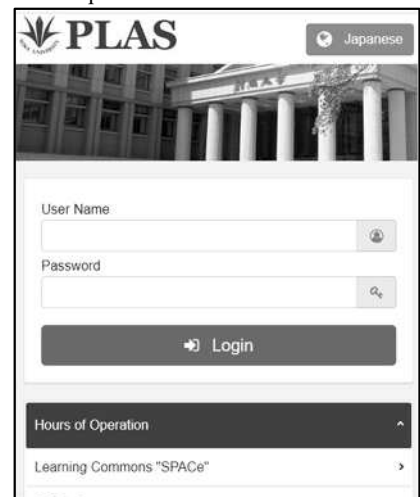 PLAS
Japanese
User Name
Password
Login
Hours of Operation
Learning Commons "SPACe"